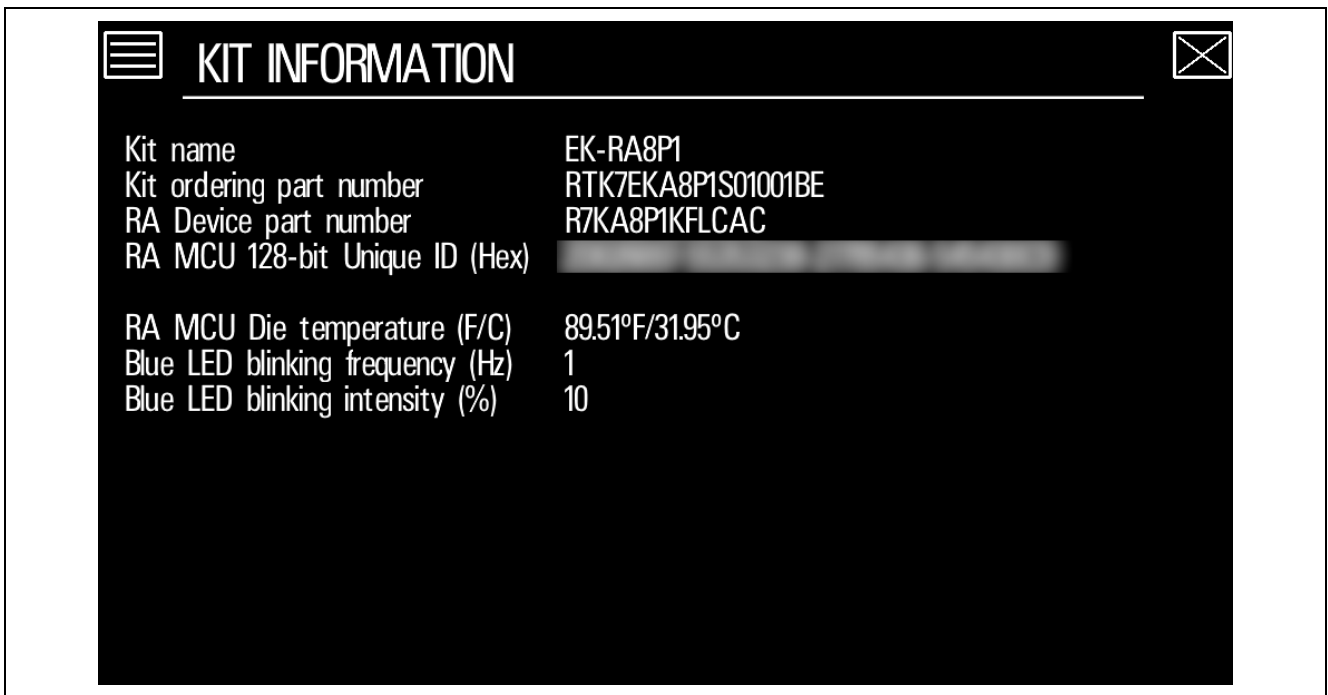 KIT INFORMATION
Kit name EK-RA8P1
Kit ordering part number RTK7EKA8P1S01001BE
RA Device part number R7KA8P1KFLCAC
RA MCU 128-bit Unique ID (Hex)
RA MCU Die temperature (F/C) 89.51ºF/31.95ºC
Blue LED blinking frequency (Hz) 1
Blue LED blinking intensity (%) 10